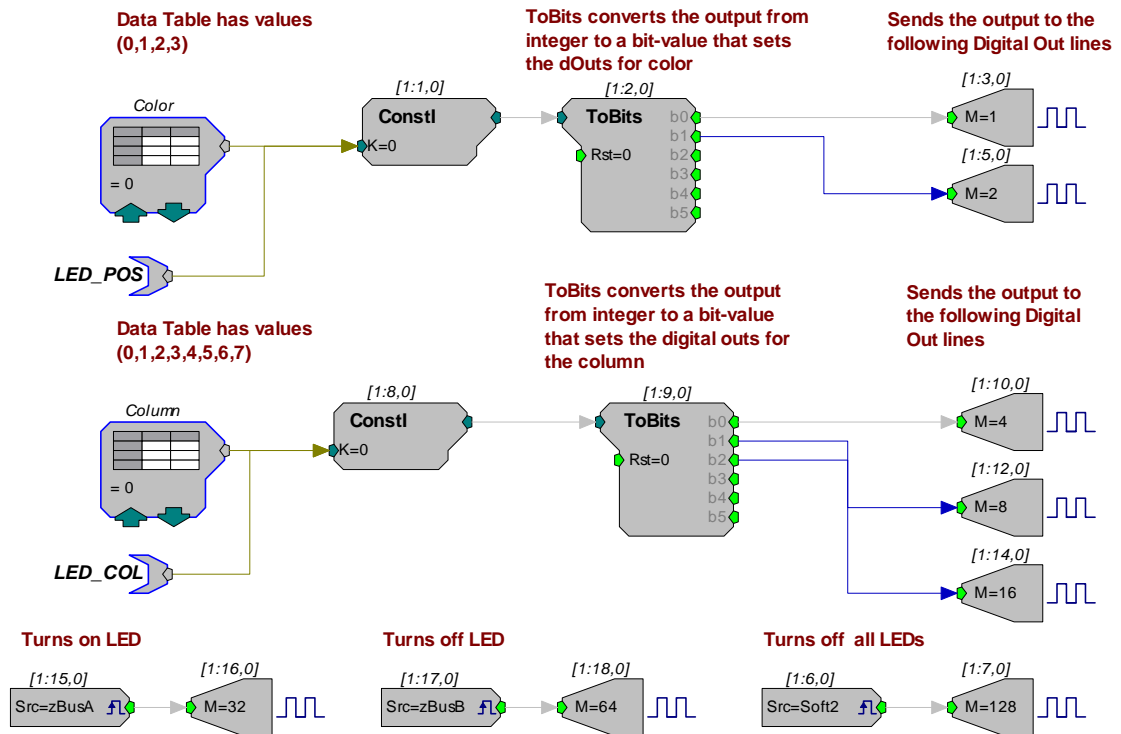 Data Table has values
(0,1,2,3)
ToBits converts the output from
integer to a bit-value that sets
the dOuts for color
Sends the output to the
following Digital Out lines
Color
= 0
LED_POS
[1:1,0]
ConstI
K=0
[1:2,0]
ToBits
Rst=0
b0
b1
b2
b3
b4
b5
[1:3,0]
M=1
[1:5,0]
M=2
Data Table has values
(0,1,2,3,4,5,6,7)
ToBits converts the output
from integer to a bit-value
that sets the digital outs for
the column
Sends the output to
the following Digital
Out lines
Column
= 0
LED_COL
[1:8,0]
ConstI
K=0
[1:9,0]
ToBits
Rst=0
b0
b1
b2
b3
b4
b5
[1:10,0]
M=4
[1:12,0]
M=8
[1:14,0]
M=16
Turns on LED
[1:15,0]
Src=zBusA
[1:16,0]
M=32
Turns off LED
[1:17,0]
Src=zBusB
[1:18,0]
M=64
Turns off all LEDs
[1:6,0]
Src=Soft2
[1:7,0]
M=128